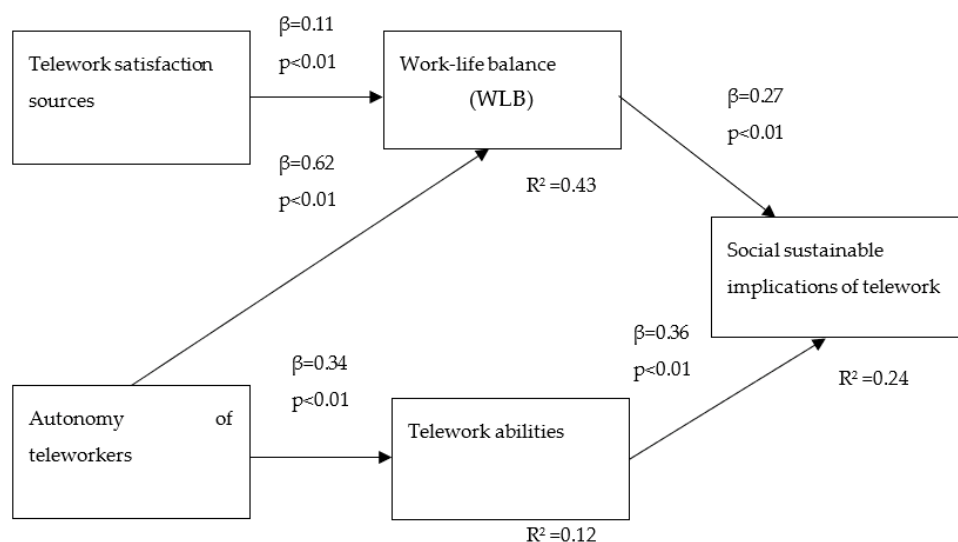 β=0.11
p<0.01
Telework satisfaction
sources
Work-life balance
(WLB)
β=0.27
p<0.01
β=0.62
p<0.01
R² =0.43
Social sustainable
implications of telework
β=0.36
p<0.01
R² =0.24
β=0.34
p<0.01
Autonomy of
teleworkers
Telework abilities
R² =0.12